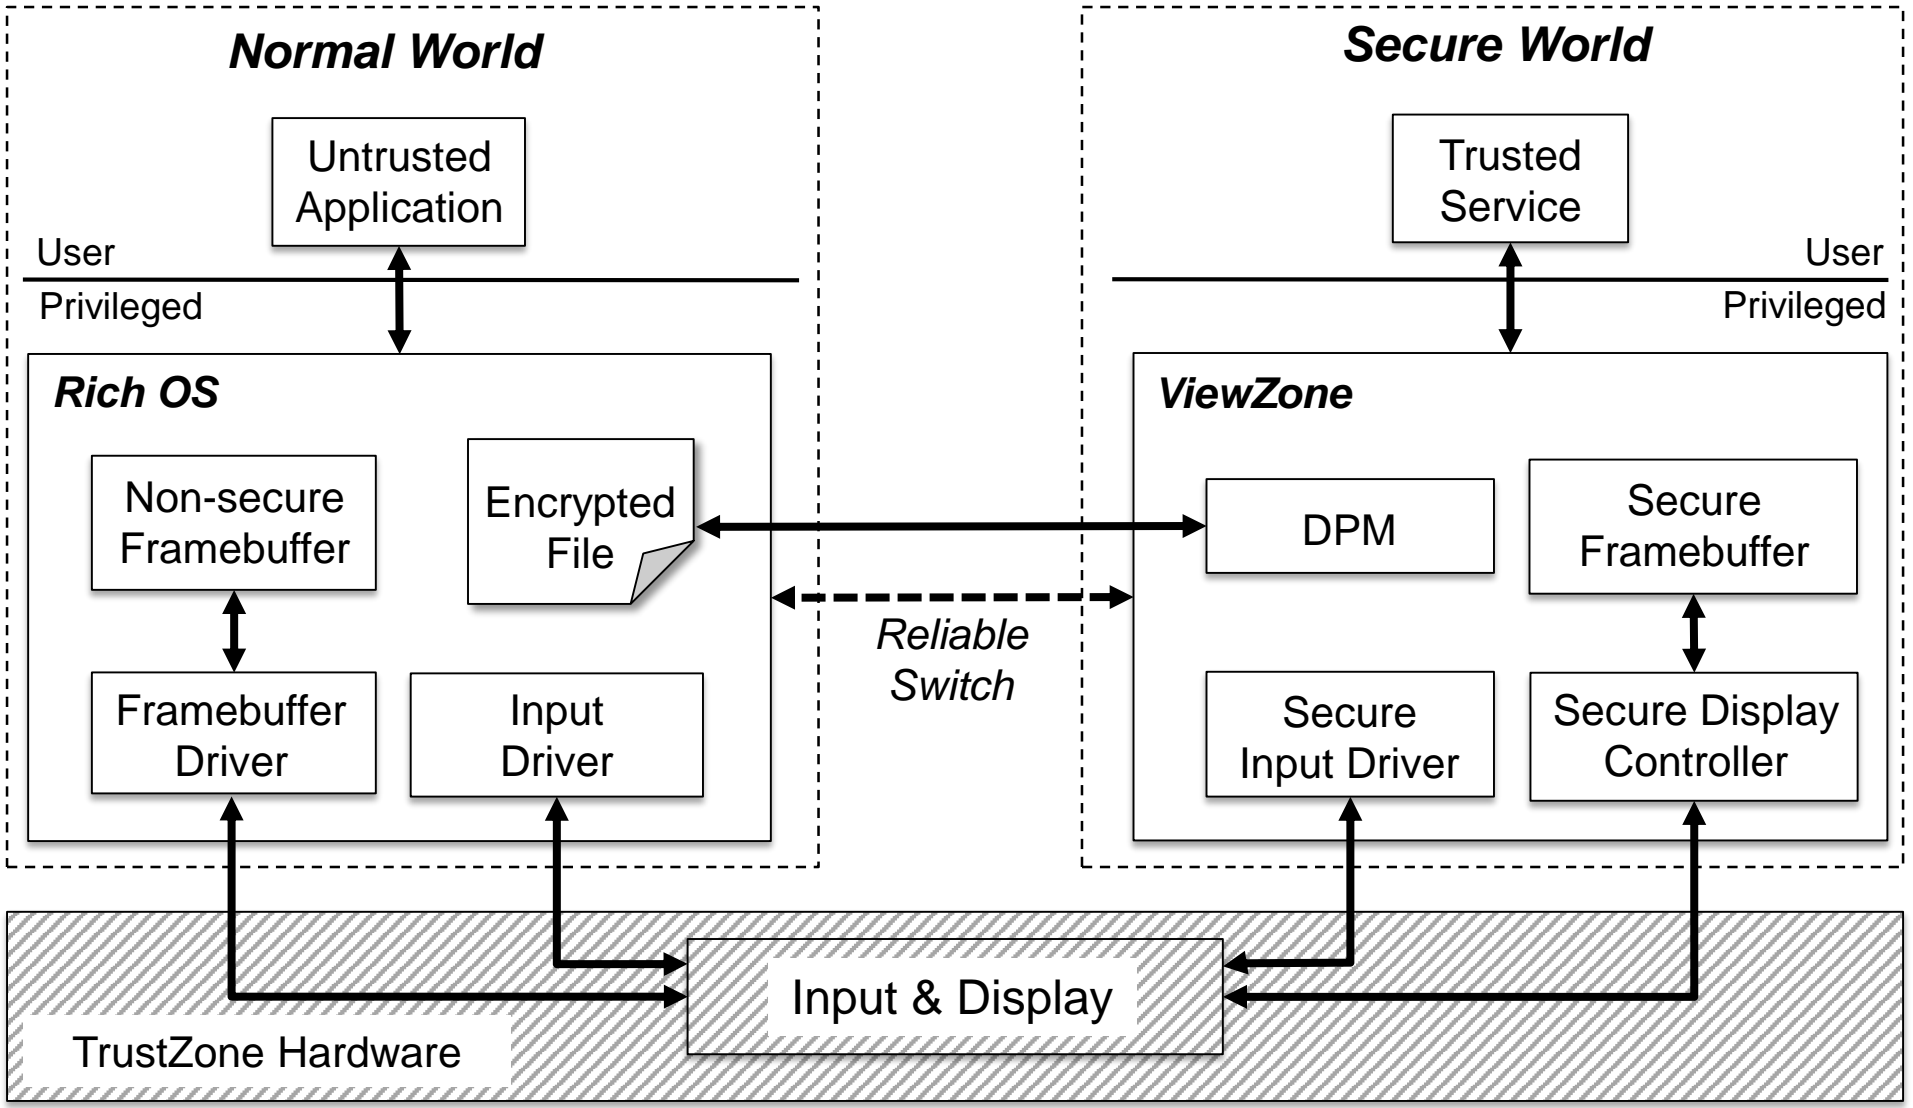 Normal World
Secure World
Untrusted
Application
Trusted
Service
User
Privileged
User
Privileged
Rich OS
ViewZone
Non-secure
Framebuffer
Encrypted
File
DPM
Secure
Framebuffer
Reliable
Switch
Framebuffer
Driver
Input
Driver
Secure
Input Driver
Secure Display
Controller
Input & Display
TrustZone Hardware